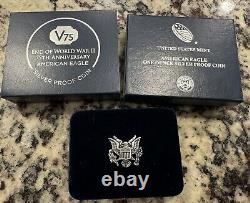 V75
END OF WORLD WAR II
75TH ANNIVERSARY
AMERICAN EAGLE
SILVER PROOF COIN
UNITED STATES MINT
AMERICAN EAGLE
ONE OUNCE SILVER PROOF COIN